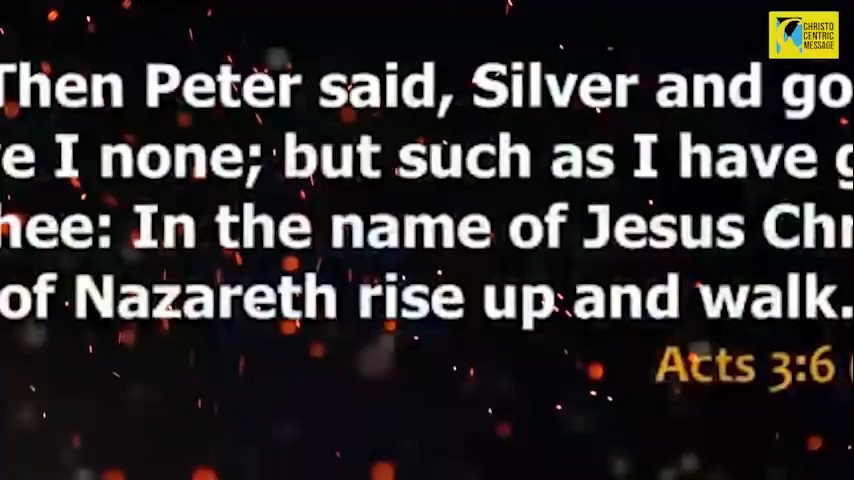 CHRISTO
CENTRIC
MESSAGE
Then Peter said, Silver and go
e I none; but such as I have g
hee: In the name of Jesus Chr
of Nazareth rise up and walk.
Acts 3:6 (